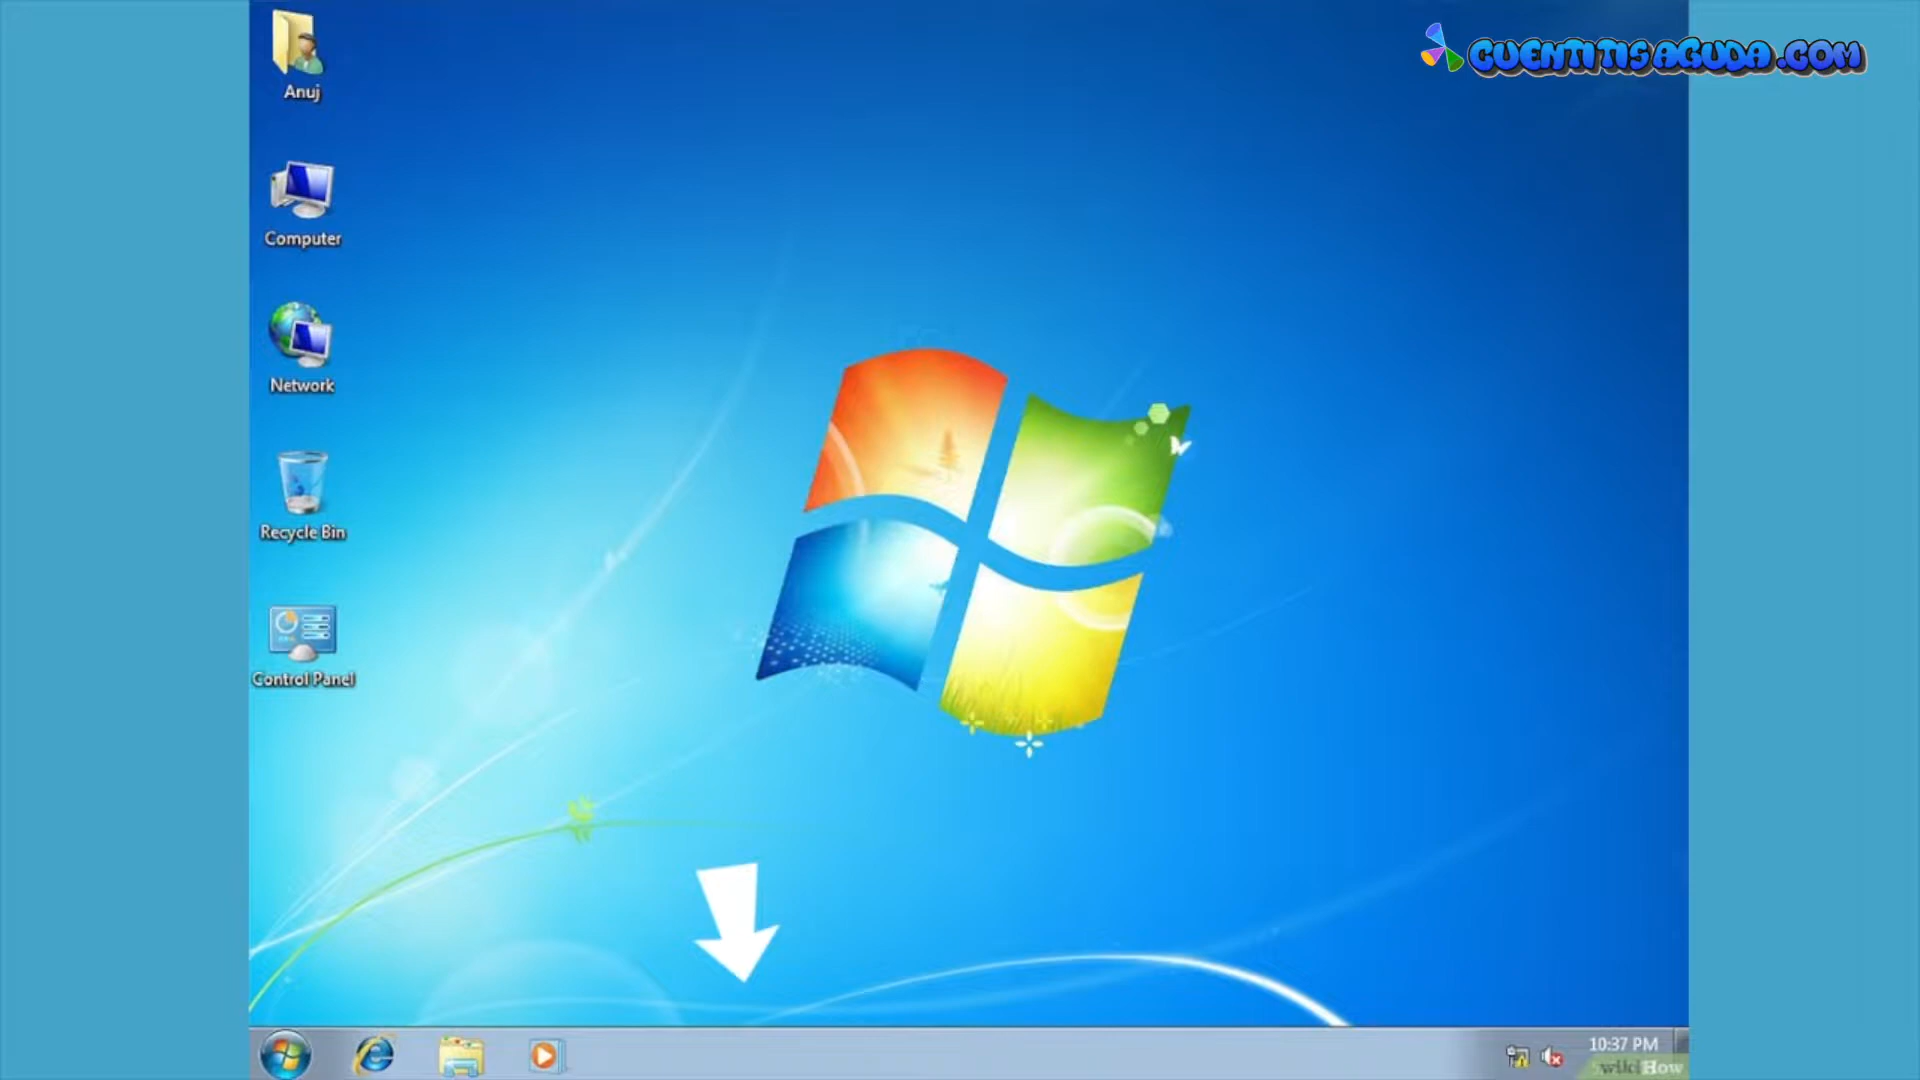 CUENTITISAGUDA.COM
Anuj
Computer
Network
Recycle Bin
Control Panel
10:37 PM
wikiHow